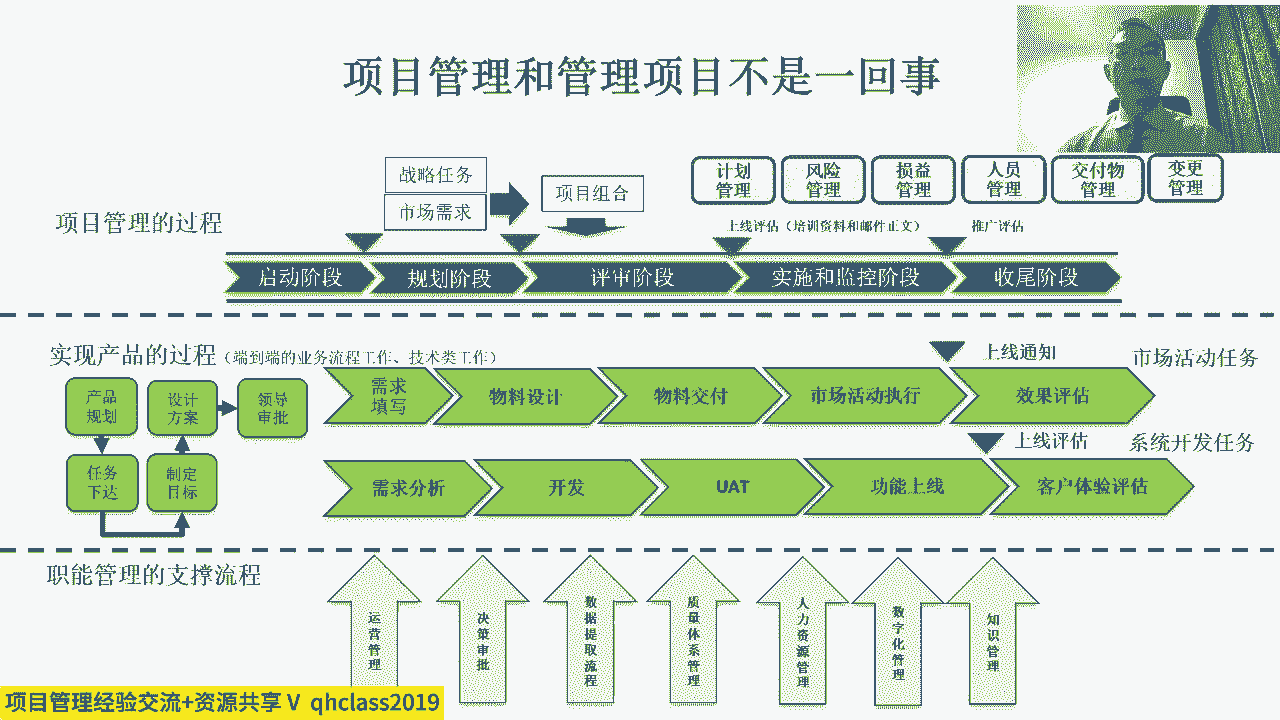 项目管理和管理项目不是一回事
战略任务
市场需求
项目组合
计划
管理
风险
管理
损益
管理
人员
管理
交付物
管理
变更
管理
项目管理的过程
上线评估（培训资料和邮件正文）
推广评估
启动阶段
规划阶段
评审阶段
实施和监控阶段
收尾阶段
实现产品的过程（端到端的业务流程工作、技术类工作）
上线通知
市场活动任务
产品
规划
设计
方案
领导
审批
任务
下达
制定
目标
需求
填写
物料设计
物料交付
市场活动执行
效果评估
上线评估
系统开发任务
需求分析
开发
UAT
功能上线
客户体验评估
职能管理的支撑流程
运营管理
决策审批
数据提取流程
质量体系管理
人力资源管理
数字化管理
知识管理
项目管理经验交流+资源共享 V qhclass2019